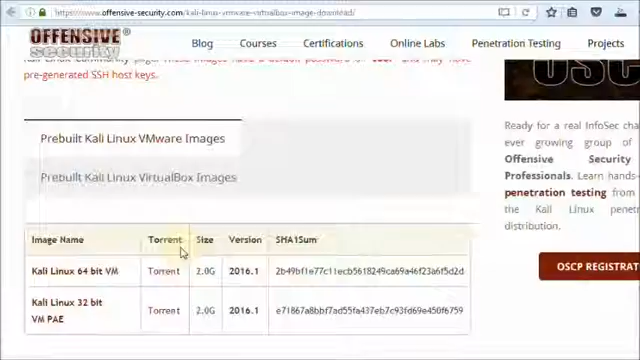 https://www.offensive-security.com/kali-linux-vmware-virtualbox-image-download/
OFFENSIVE®
security
Blog Courses Certifications Online Labs Penetration Testing Projects
pre-generated SSH host keys.
Prebuilt Kali Linux VMware Images
Prebuilt Kali Linux VirtualBox Images
Image Name Torrent Size Version SHA1Sum
Kali Linux 64 bit VM Torrent 2.0G 2016.1 2b49bf1e77c11ecb5618249ca69a46f23a6f5d2d
Kali Linux 32 bit
VM PAE Torrent 2.0G 2016.1 e71867a8bbf7ad55fa437eb7c93fd69e450f6759
Ready for a real InfoSec
ever growing group of
Offensive Security
Professionals. Learn hands-
penetration testing from
the Kali Linux
distribution.
OSCP